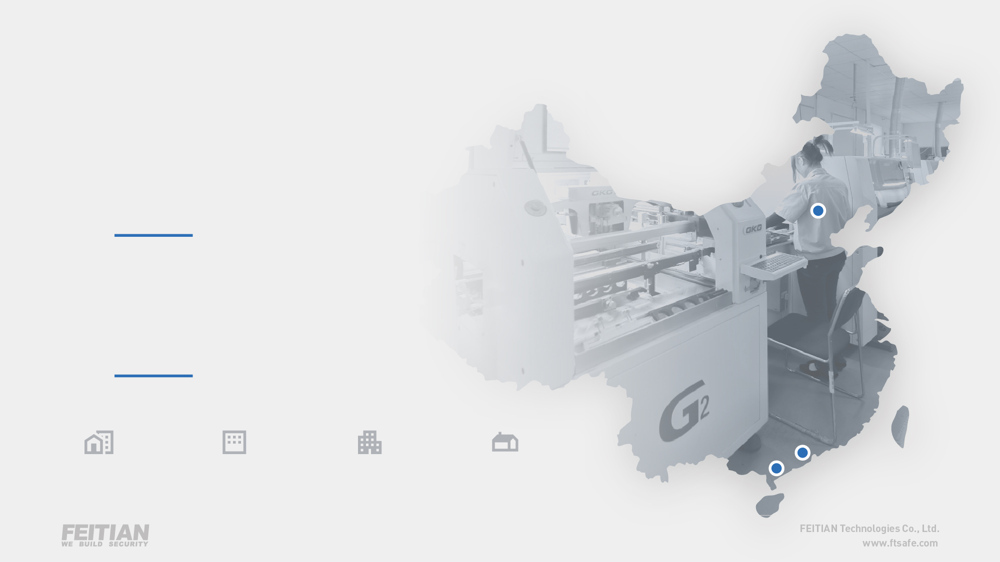 GKG
GKG
G2
FEITIAN
WE BUILD SECURITY
FEITIAN Technologies Co., Ltd.
www.ftsafe.com